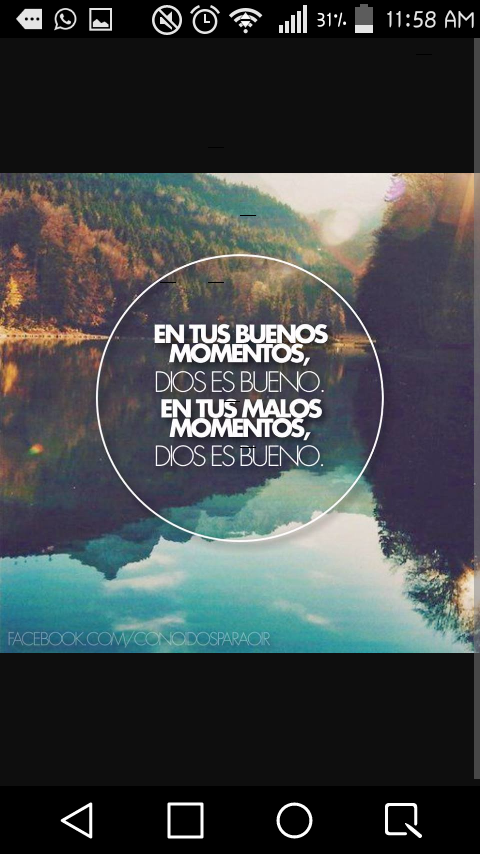 31% 11:58 AM
EN TUS BUENOS
MOMENTOS,
DIOS ES BUENO.
EN TUS MALOS
MOMENTOS,
DIOS ES BUENO.
FACEBOOK.COM/CONOIDOSPARAOIR